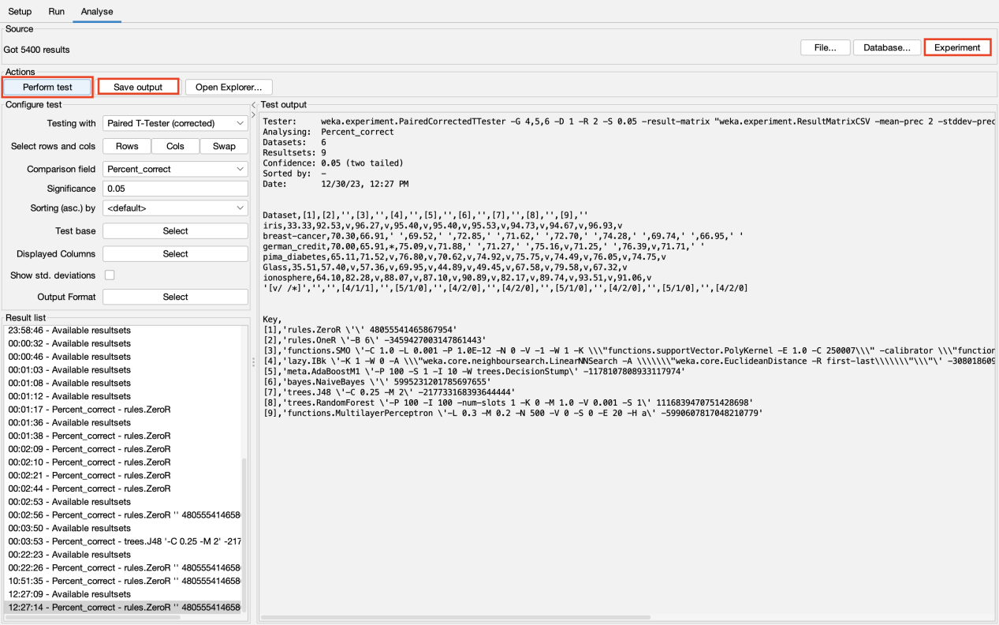 Setup Run Analyse
Source
Got 5400 results
File... Database... Experiment
Actions
Perform test Save output Open Explorer...
Configure test
Testing with Paired T-Tester (corrected)
Select rows and cols Rows Cols Swap
Comparison field Percent_correct
Significance 0.05
Sorting (asc.) by <default>
Test base Select
Displayed Columns Select
Show std. deviations
Output Format Select
Result list
23:58:46 - Available resultsets
00:00:32 - Available resultsets
00:00:46 - Available resultsets
00:01:03 - Available resultsets
00:01:08 - Available resultsets
00:01:12 - Available resultsets
00:01:17 - Percent_correct - rules.ZeroR
00:01:36 - Available resultsets
00:01:38 - Percent_correct - rules.ZeroR
00:02:09 - Percent_correct - rules.ZeroR
00:02:10 - Percent_correct - rules.ZeroR
00:02:21 - Percent_correct - rules.ZeroR
00:02:44 - Percent_correct - rules.ZeroR
00:02:53 - Available resultsets
00:02:56 - Percent_correct - rules.ZeroR '' 480555414658
00:03:50 - Available resultsets
00:03:53 - Percent_correct - trees.J48 '-C 0.25 -M 2' -217
00:22:23 - Available resultsets
00:22:26 - Percent_correct - rules.ZeroR '' 480555414658
10:51:35 - Percent_correct - rules.ZeroR '' 480555414658
12:27:09 - Available resultsets
12:27:14 - Percent_correct - rules.ZeroR '' 480555414658
Test output
Tester: weka.experiment.PairedCorrectedTTester -G 4,5,6 -D 1 -R 2 -S 0.05 -result-matrix "weka.experiment.ResultMatrixCSV -mean-prec 2 -stddev-prec
Analysing: Percent_correct
Datasets: 6
Resultsets: 9
Confidence: 0.05 (two tailed)
Sorted by: -
Date: 12/30/23, 12:27 PM
Dataset,[1],[2],'',[3],'',[4],'',[5],'',[6],'',[7],'',[8],'',[9],''
iris,33.33,92.53,v,96.27,v,95.40,v,95.40,v,95.53,v,94.73,v,94.67,v,96.93,v
breast-cancer,70.30,66.91,' ',69.52,' ',72.85,' ',71.62,' ',72.70,' ',74.28,' ',69.74,' ',66.95,' '
german_credit,70.00,65.91,*,75.09,v,71.88,' ',71.27,' ',75.16,v,71.25,' ',76.39,v,71.71,' '
pima_diabetes,65.11,71.52,v,76.80,v,70.62,v,74.92,v,75.75,v,74.49,v,76.05,v,74.75,v
Glass,35.51,57.40,v,57.36,v,69.95,v,44.89,v,49.45,v,67.58,v,79.58,v,67.32,v
ionosphere,64.10,82.28,v,88.07,v,87.10,v,90.89,v,82.17,v,89.74,v,93.51,v,91.06,v
'[v/ /*]','','',[4/1/1],'',[5/1/0],'',[4/2/0],'',[4/2/0],'',[5/1/0],'',[4/2/0],'',[5/1/0],'',[4/2/0]
Key,
[1],'rules.ZeroR \'\' 48055541465867954'
[2],'rules.OneR \'-B 6\' -3459427003147861443'
[3],'functions.SMO \'-C 1.0 -L 0.001 -P 1.0E-12 -N 0 -V -1 -W 1 -K \\\"functions.supportVector.PolyKernel -E 1.0 -C 250007\\\" -calibrator \\\"function
[4],'lazy.IBk \'-K 1 -W 0 -A \\\"weka.core.neighboursearch.LinearNNSearch -A \\\\\\\"weka.core.EuclideanDistance -R first-last\\\\\\\"\\\"\' -308018609
[5],'meta.AdaBoostM1 \'-P 100 -S 1 -I 10 -W trees.DecisionStump\' -1178107808933117974'
[6],'bayes.NaiveBayes \'\' 5995231201785697655'
[7],'trees.J48 \'-C 0.25 -M 2\' -217733168393644444'
[8],'trees.RandomForest \'-P 100 -I 100 -num-slots 1 -K 0 -M 1.0 -V 0.001 -S 1\' 1116839470751428698'
[9],'functions.MultilayerPerceptron \'-L 0.3 -M 0.2 -N 500 -V 0 -S 0 -E 20 -H a\' -5990607817048210779'